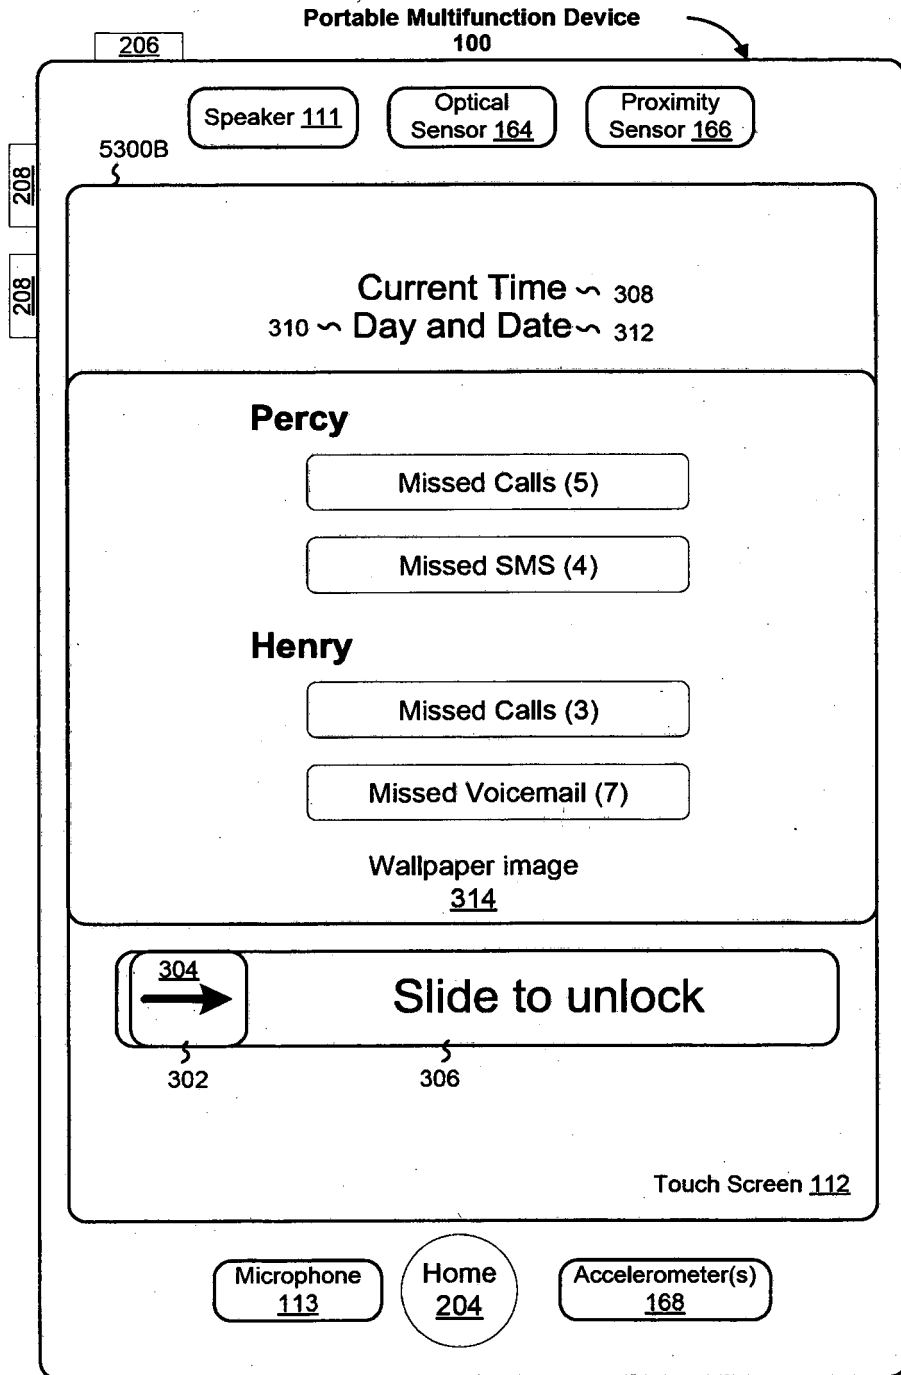 Portable Multifunction Device
100
206
Speaker 111
Optical
Sensor 164
Proximity
Sensor 166
5300B
208
208
Current Time 308
310 Day and Date 312
Percy
Missed Calls (5)
Missed SMS (4)
Henry
Missed Calls (3)
Missed Voicemail (7)
Wallpaper image
314
304
Slide to unlock
302
306
Touch Screen 112
Microphone
113
Home
204
Accelerometer(s)
168